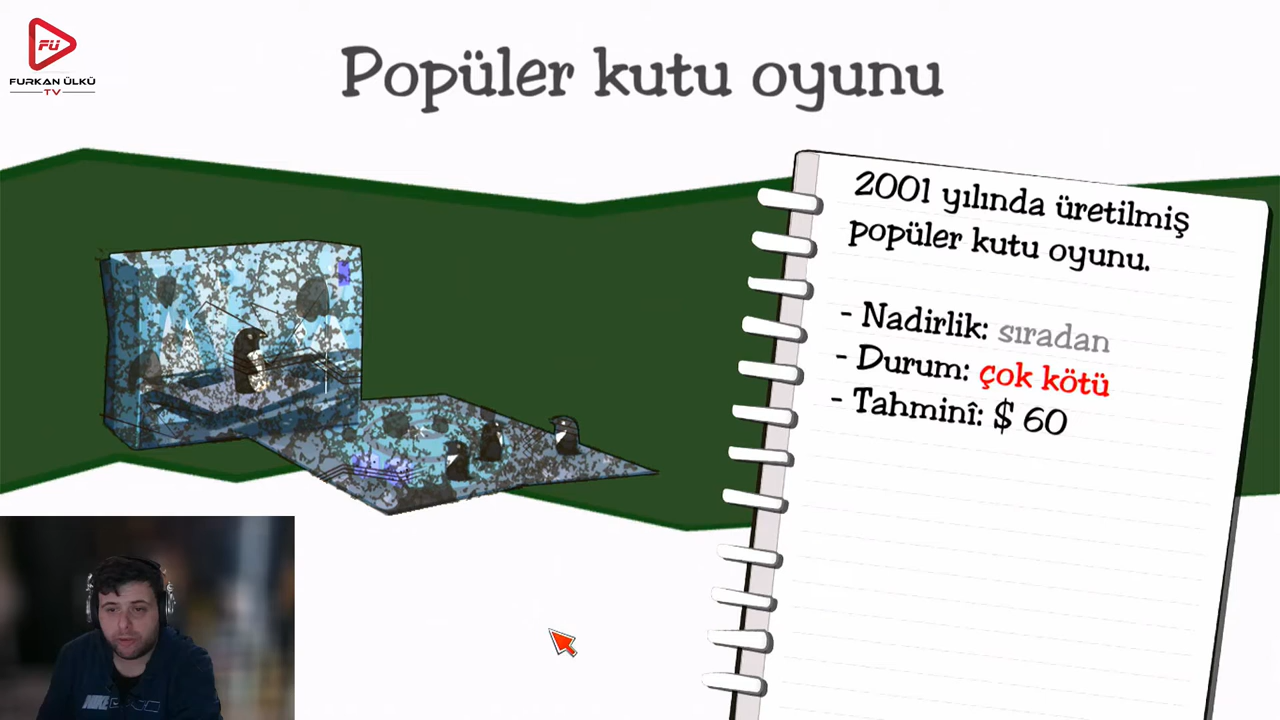 FÜ
FURKAN ÜLKÜ
TV
Popüler kutu oyunu
2001 yılında üretilmiş
popüler kutu oyunu.
- Nadirlik: sıradan
- Durum: çok kötü
- Tahminî: $ 60